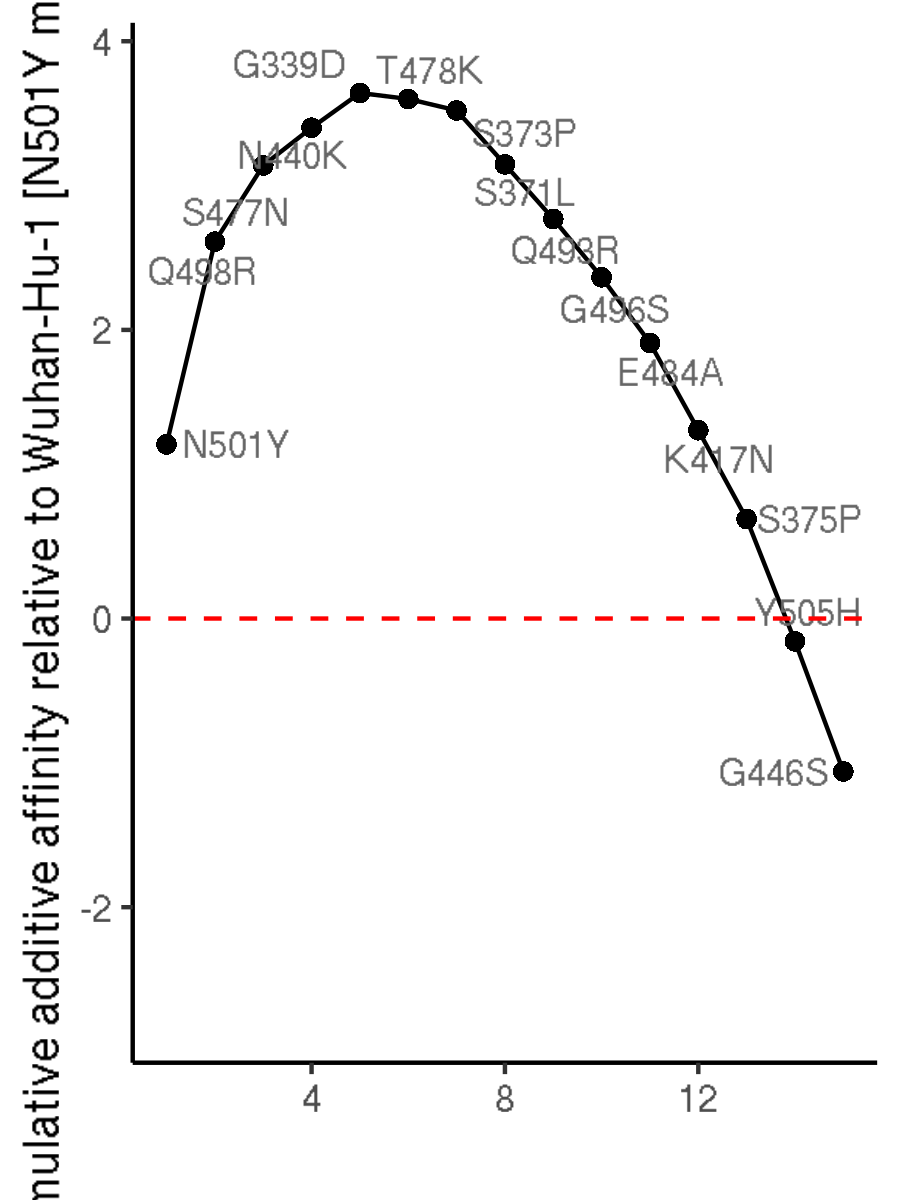 mulative additive affinity relative to Wuhan-Hu-1 [N501Y m
4
2
0
-2
G339D
T478K
N440K
S373P
S477N
S371L
Q498R
Q493R
G496S
E484A
N501Y
K417N
S375P
Y505H
G446S
4 8 12